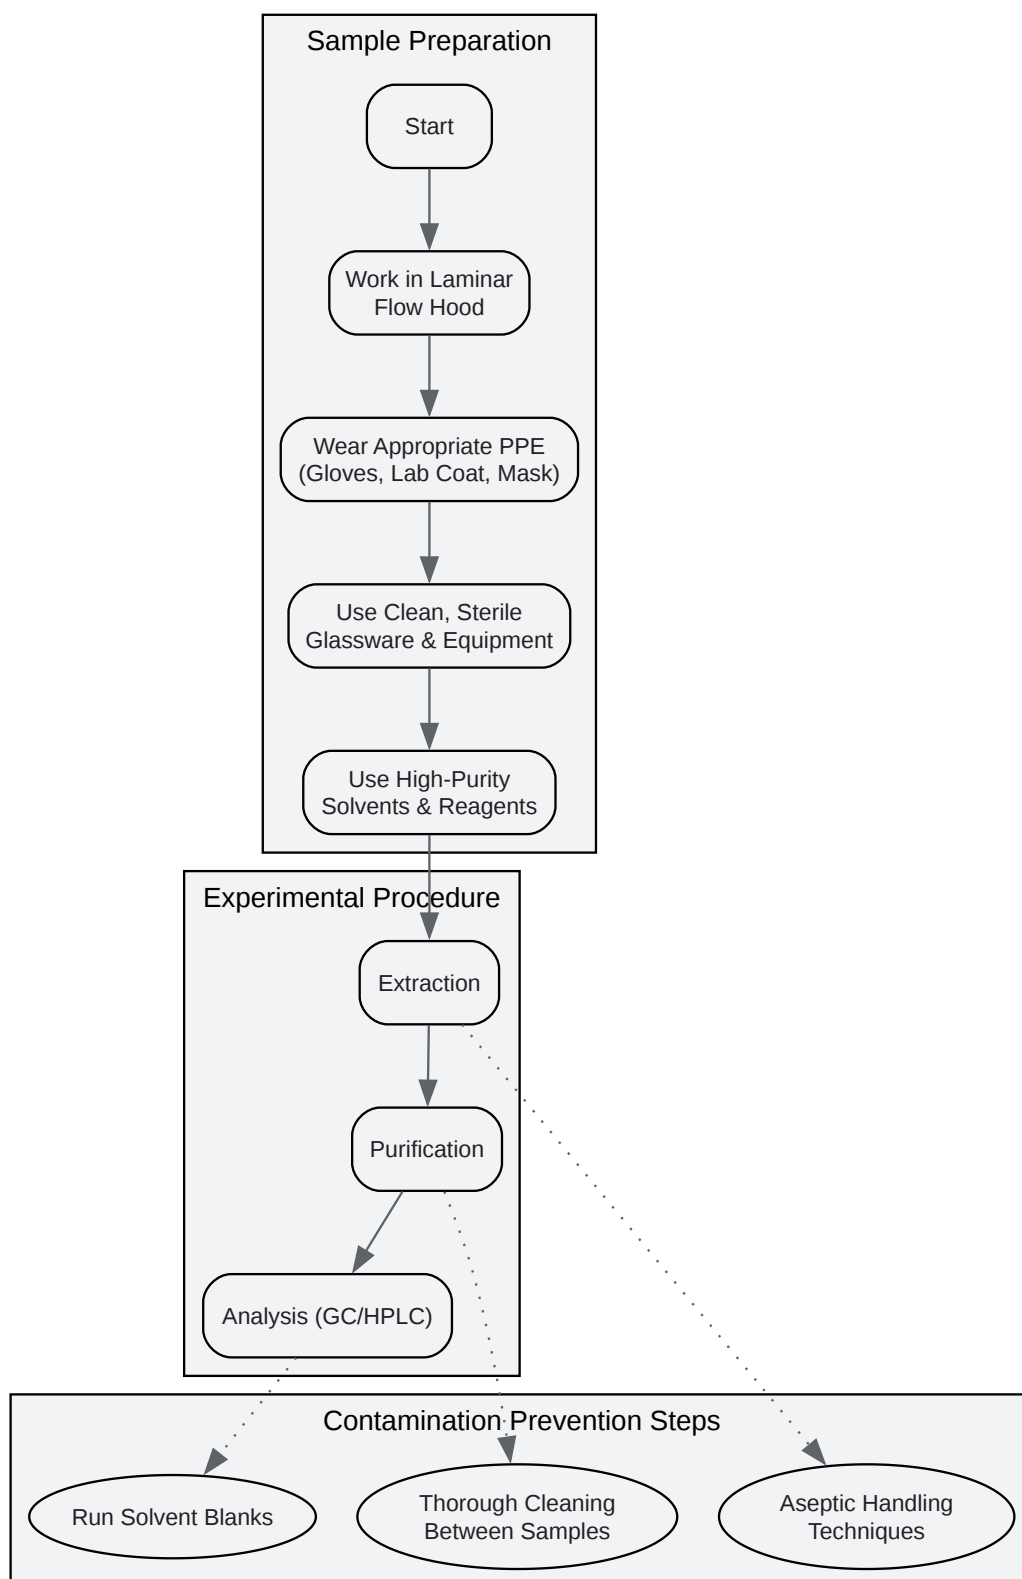 Sample Preparation
Start
Work in Laminar
Flow Hood
Wear Appropriate PPE
(Gloves, Lab Coat, Mask)
Use Clean, Sterile
Glassware & Equipment
Use High-Purity
Solvents & Reagents
Experimental Procedure
Extraction
Purification
Analysis (GC/HPLC)
Contamination Prevention Steps
Run Solvent Blanks
Thorough Cleaning
Between Samples
Aseptic Handling
Techniques